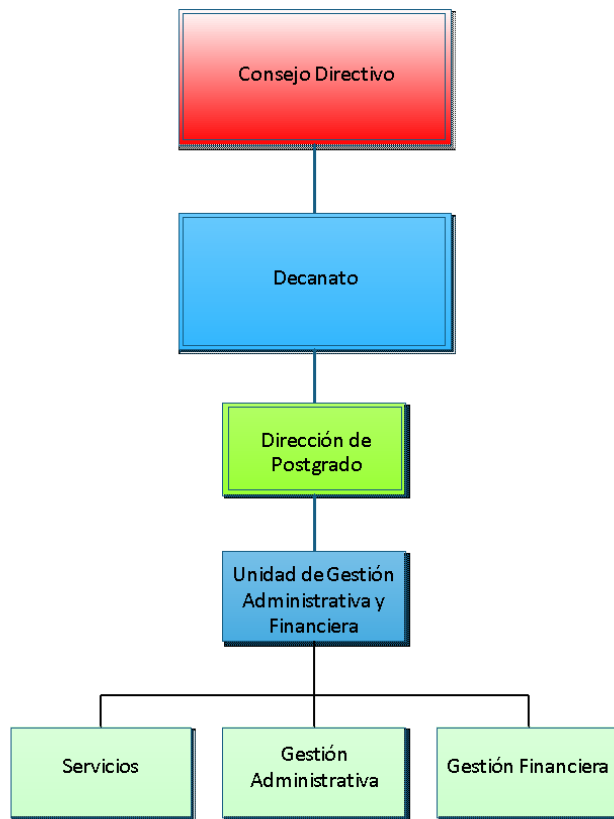 Consejo Directivo
Decanato
Dirección de
Postgrado
Unidad de Gestión
Administrativa y
Financiera
Servicios
Gestión
Administrativa
Gestión Financiera